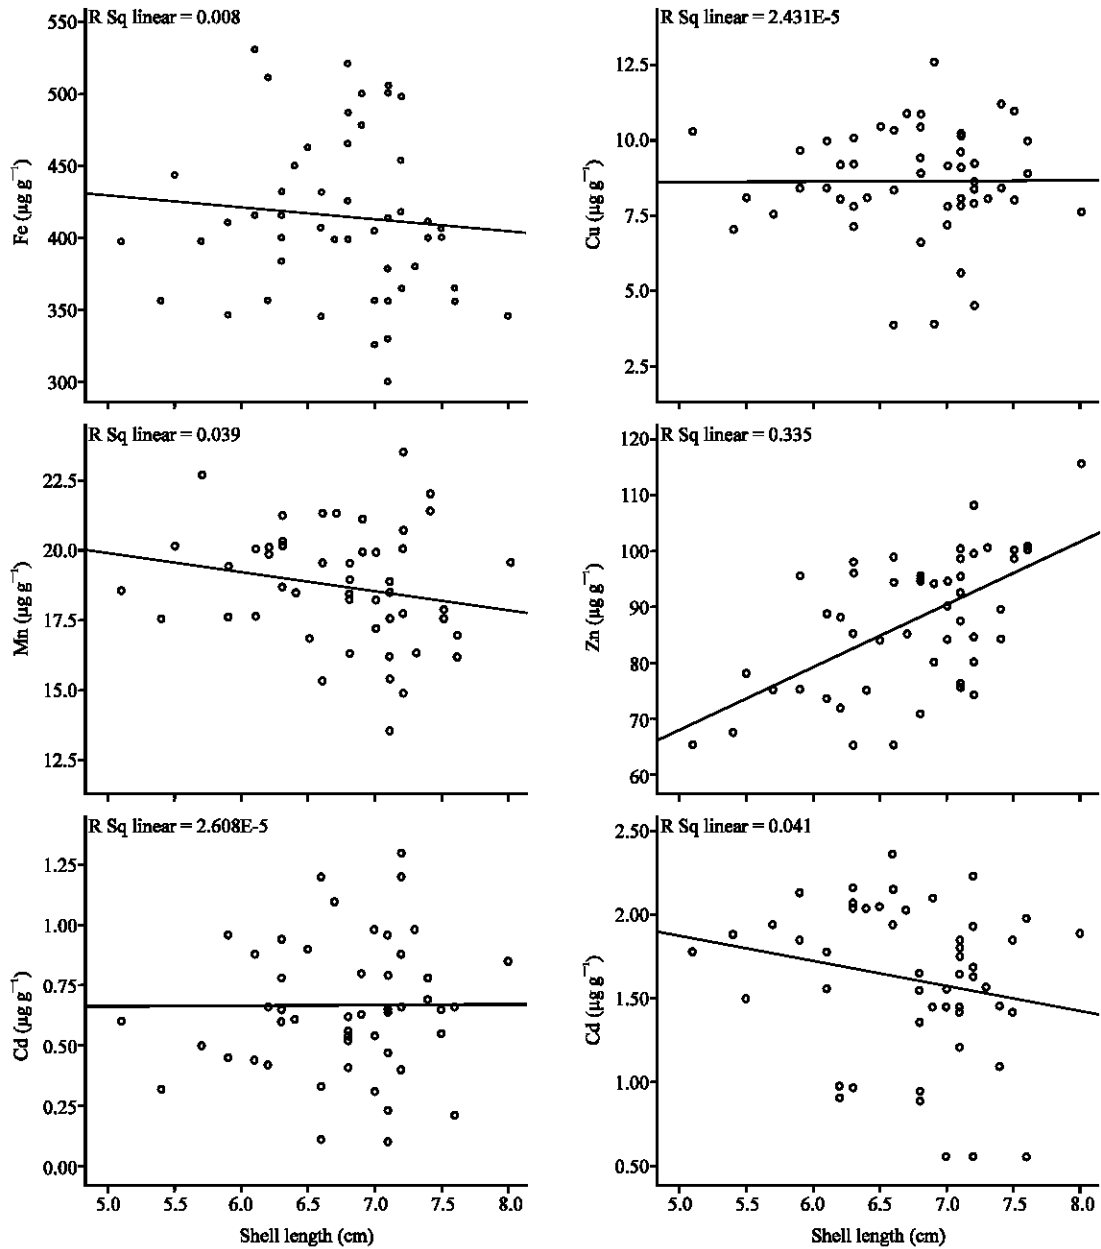 R Sq linear = 0.008
550
500
450
400
350
300
Fe (μg g⁻¹)
R Sq linear = 2.431E-5
12.5
10.0
7.5
5.0
2.5
Cu (μg g⁻¹)
R Sq linear = 0.039
22.5
20.0
17.5
15.0
12.5
Mn (μg g⁻¹)
R Sq linear = 0.335
120
110
100
90
80
70
60
Zn (μg g⁻¹)
R Sq linear = 2.608E-5
1.25
1.00
0.75
0.50
0.25
0.00
Cd (μg g⁻¹)
5.0 5.5 6.0 6.5 7.0 7.5 8.0
Shell length (cm)
R Sq linear = 0.041
2.50
2.00
1.50
1.00
0.50
Cd (μg g⁻¹)
5.0 5.5 6.0 6.5 7.0 7.5 8.0
Shell length (cm)